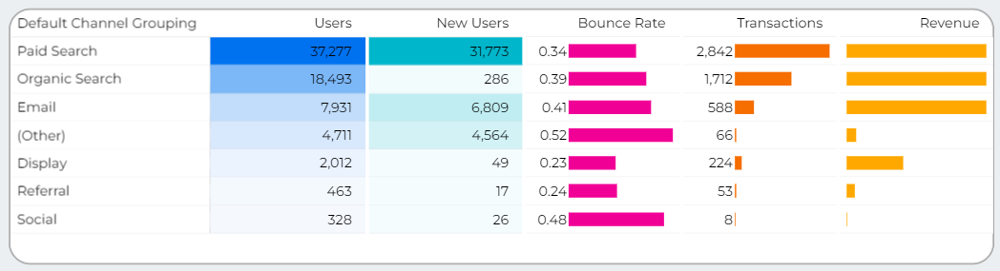 Default Channel Grouping Users New Users Bounce Rate Transactions Revenue
Paid Search 37,277 31,773 0.34 2,842
Organic Search 18,493 286 0.39 1,712
Email 7,931 6,809 0.41 588
(Other) 4,711 4,564 0.52 66
Display 2,012 49 0.23 224
Referral 463 17 0.24 53
Social 328 26 0.48 8